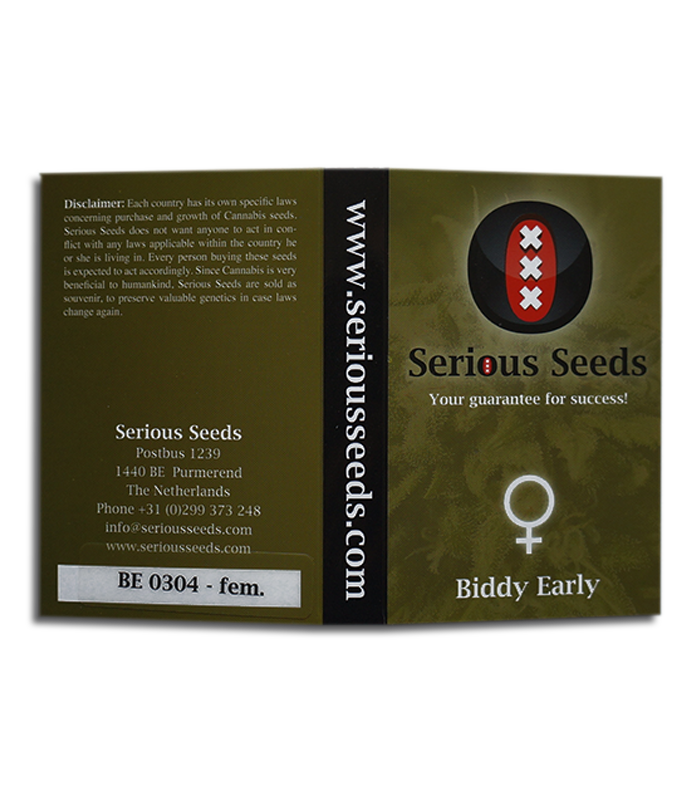 Disclaimer: Each country has its own specific laws
concerning purchase and growth of Cannabis seeds.
Serious Seeds does not want anyone to act in con-
flict with any laws applicable within the country he
or she is living in. Every person buying these seeds
is expected to act accordingly. Since Cannabis is very
beneficial to humankind, Serious Seeds are sold as
souvenir, to preserve valuable genetics in case laws
change again.
Serious Seeds
Postbus 1239
1440 BE Purmerend
The Netherlands
Phone +31 (0)299 373 248
info@seriousseeds.com
www.seriousseeds.com
BE 0304 - fem.
www.seriousseeds.com
XXX
Serious Seeds
Your guarantee for success!
Biddy Early